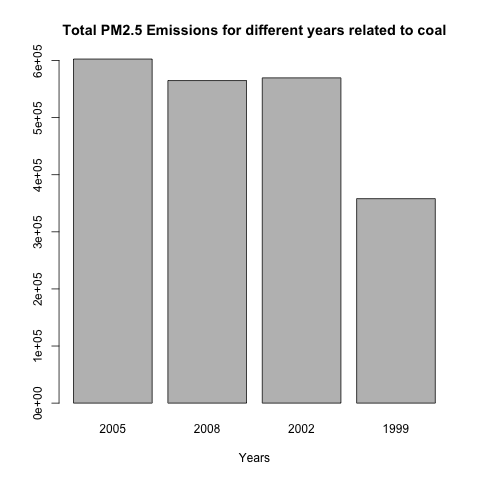 Total PM2.5 Emissions for different years related to coal
6e+05
5e+05
4e+05
3e+05
2e+05
1e+05
0e+00
2005 2008 2002 1999
Years